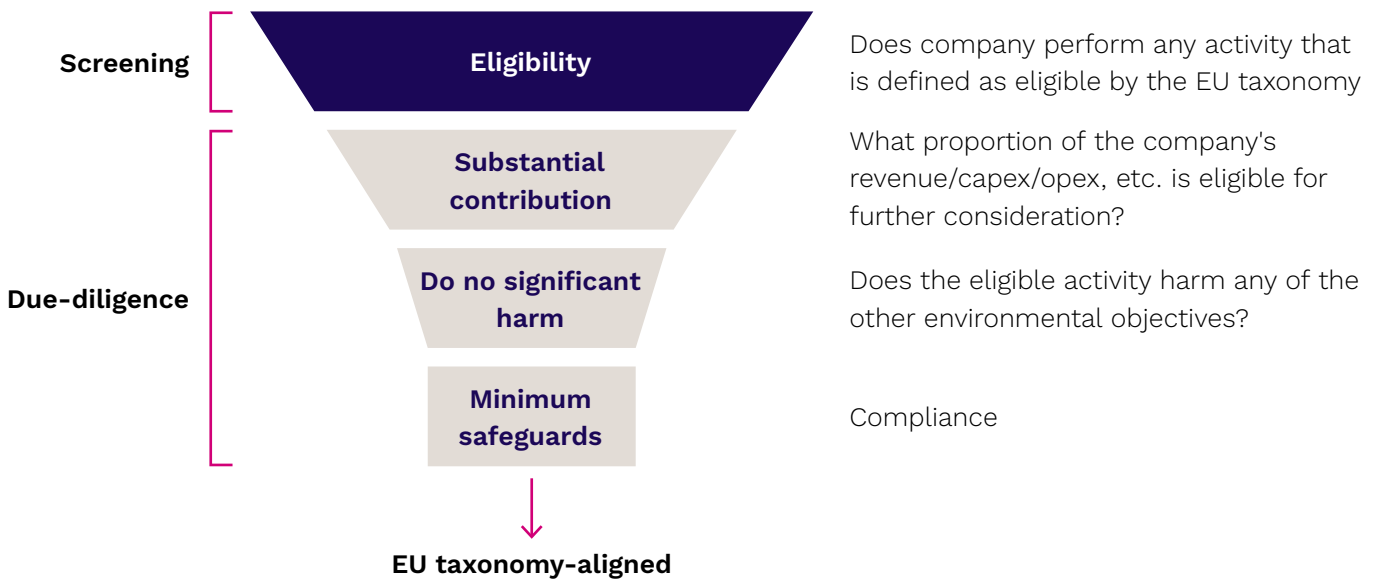 Screening
Eligibility
Does company perform any activity that
is defined as eligible by the EU taxonomy
Substantial
contribution
What proportion of the company's
revenue/capex/opex, etc. is eligible for
further consideration?
Due-diligence
Do no significant
harm
Does the eligible activity harm any of the
other environmental objectives?
Minimum
safeguards
Compliance
EU taxonomy-aligned